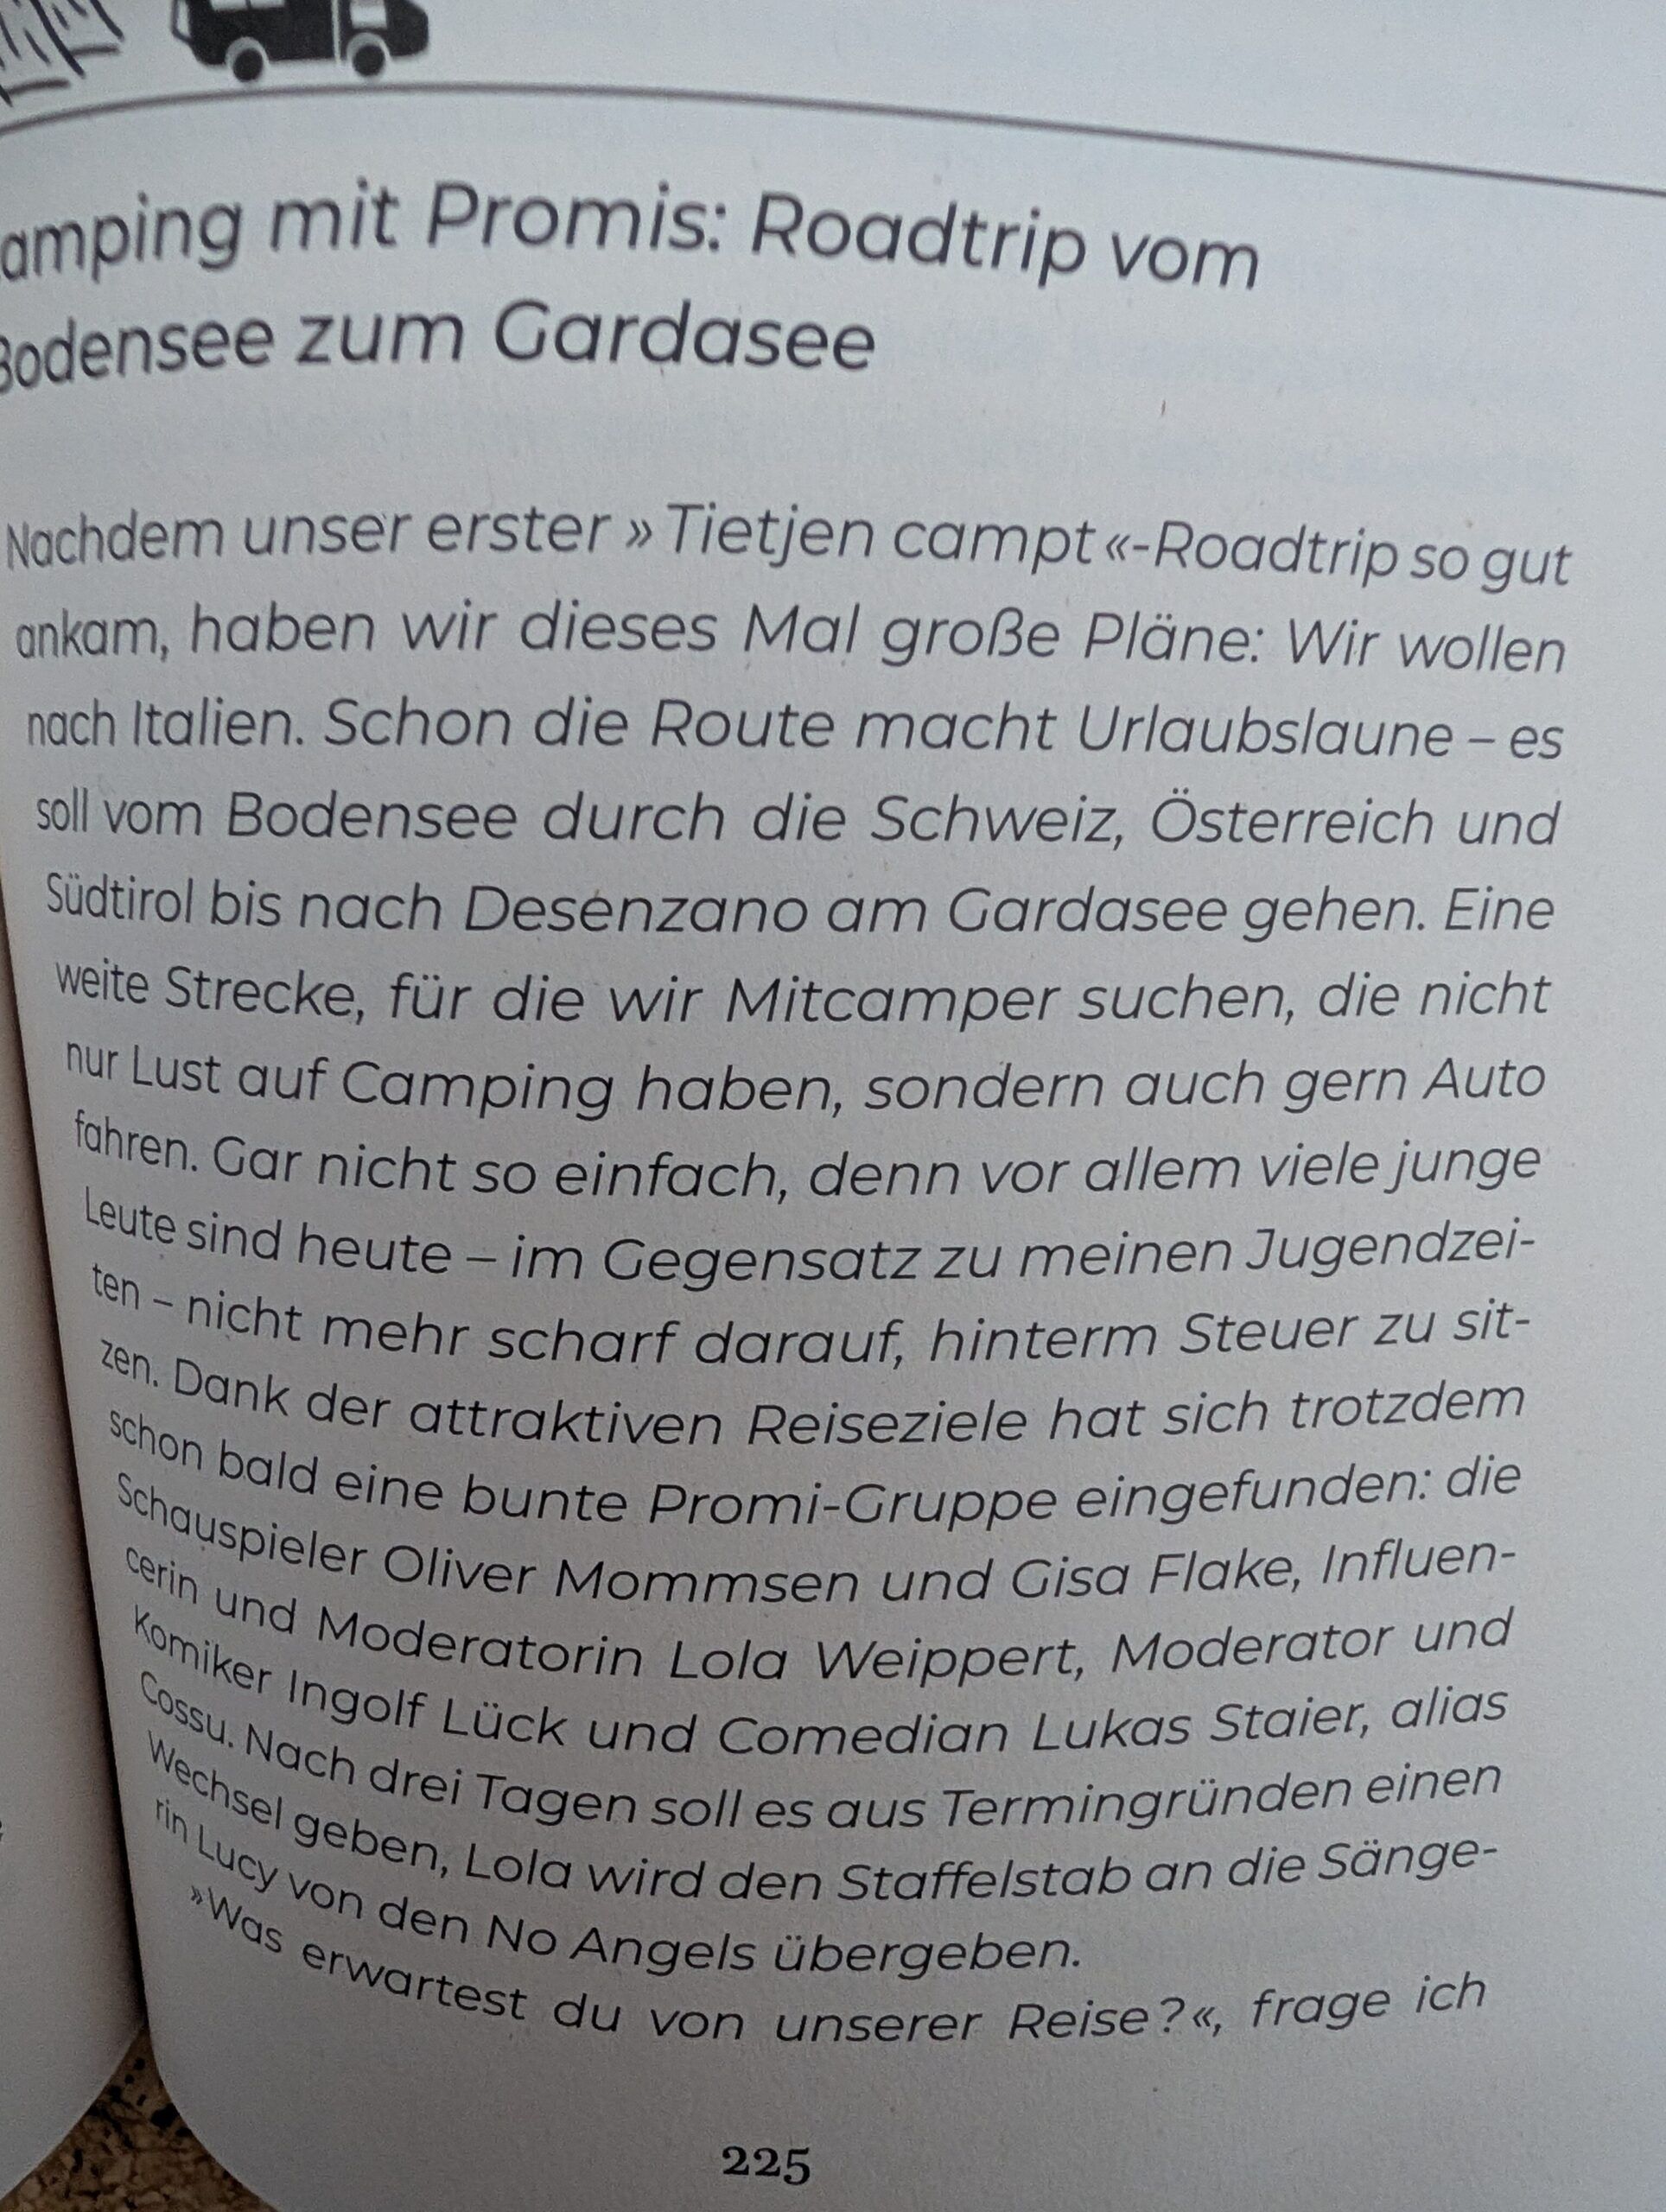 amping mit Promis: Roadtrip vom
Bodensee zum Gardasee
Nachdem unser erster » Tietjen campt «-Roadtrip so gut
ankam, haben wir dieses Mal große Pläne: Wir wollen
nach Italien. Schon die Route macht Urlaubslaune – es
soll vom Bodensee durch die Schweiz, Österreich und
Südtirol bis nach Desenzano am Gardasee gehen. Eine
weite Strecke, für die wir Mitcamper suchen, die nicht
nur Lust auf Camping haben, sondern auch gern Auto
fahren. Gar nicht so einfach, denn vor allem viele junge
Leute sind heute – im Gegensatz zu meinen Jugendzei-
ten – nicht mehr scharf darauf, hinterm Steuer zu sit-
zen. Dank der attraktiven Reiseziele hat sich trotzdem
schon bald eine bunte Promi-Gruppe eingefunden: die
Schauspieler Oliver Mommsen und Gisa Flake, Influen-
cerin und Moderatorin Lola Weippert, Moderator und
Komiker Ingolf Lück und Comedian Lukas Staier, alias
Cossu. Nach drei Tagen soll es aus Termingründen einen
Wechsel geben, Lola wird den Staffelstab an die Sänge-
rin Lucy von den No Angels übergeben.
»Was erwartest du von unserer Reise?«, frage ich
225